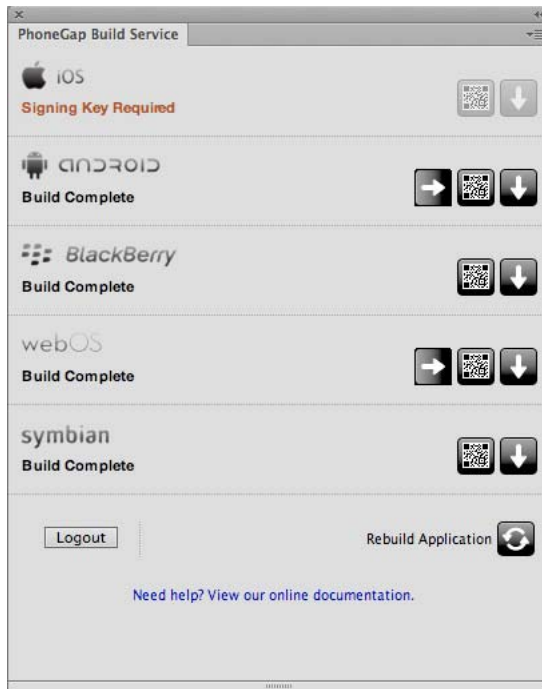 PhoneGap Build Service
iOS
Signing Key Required
android
Build Complete
BlackBerry
Build Complete
webOS
Build Complete
symbian
Build Complete
Logout
Rebuild Application
Need help? View our online documentation.